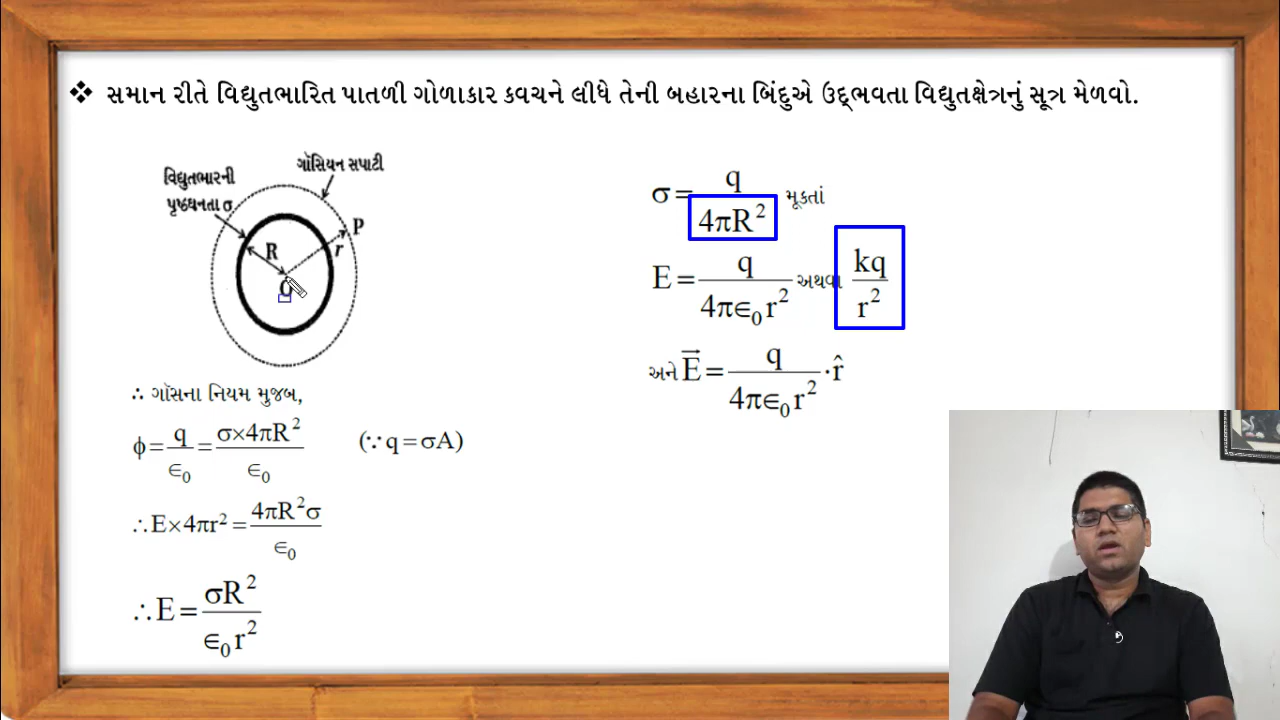 ❖ સમાન રીતે વિદ્યુતભારિત પાતળી ગોળાકાર કવચને લીધે તેની બહારના બિંદુએ ઉદ્‌ભવતા વિદ્યુતક્ષેત્રનું સૂત્ર મેળવો.
ગૉસિયન સપાટી
વિદ્યુતભારની
પૃષ્ઠઘનતા σ
P
R
r
O
∴ ગૉસના નિયમ મુજબ,
ϕ = q/∈₀ = σ×4πR²/∈₀ (∵ q = σA)
∴ E × 4πr² = 4πR²σ/∈₀
∴ E = σR²/∈₀r²
σ = q/4πR² મૂકતાં
E = q/4π∈₀r² અથવા kq/r²
અને E⃗ = q/4π∈₀r² · r̂